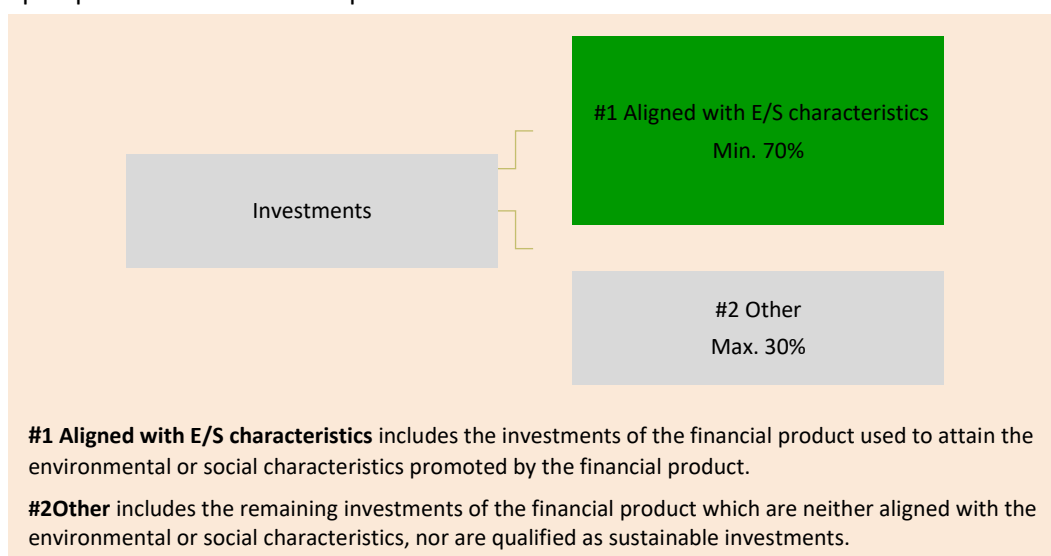 #1 Aligned with E/S characteristics
Min. 70%
Investments
#2 Other
Max. 30%
#1 Aligned with E/S characteristics includes the investments of the financial product used to attain the
environmental or social characteristics promoted by the financial product.
#2Other includes the remaining investments of the financial product which are neither aligned with the
environmental or social characteristics, nor are qualified as sustainable investments.